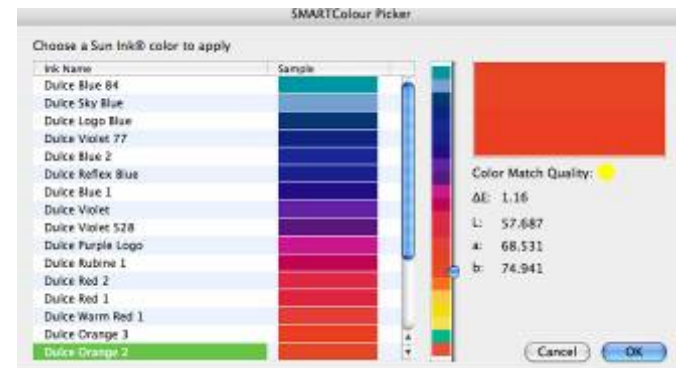 SMARTColour Picker
Choose a Sun Ink® color to apply
Ink Name Sample
Dulce Blue 84
Dulce Sky Blue
Dulce Logo Blue
Dulce Violet 77
Dulce Blue 2
Dulce Reflex Blue
Dulce Blue 1
Dulce Violet
Dulce Violet 528
Dulce Purple Logo
Dulce Rubine 1
Dulce Red 2
Dulce Red 1
Dulce Warm Red 1
Dulce Orange 3
Dulce Orange 2
Color Match Quality:
ΔE: 1.16
L: 57.687
a: 68.531
b: 74.941
Cancel OK